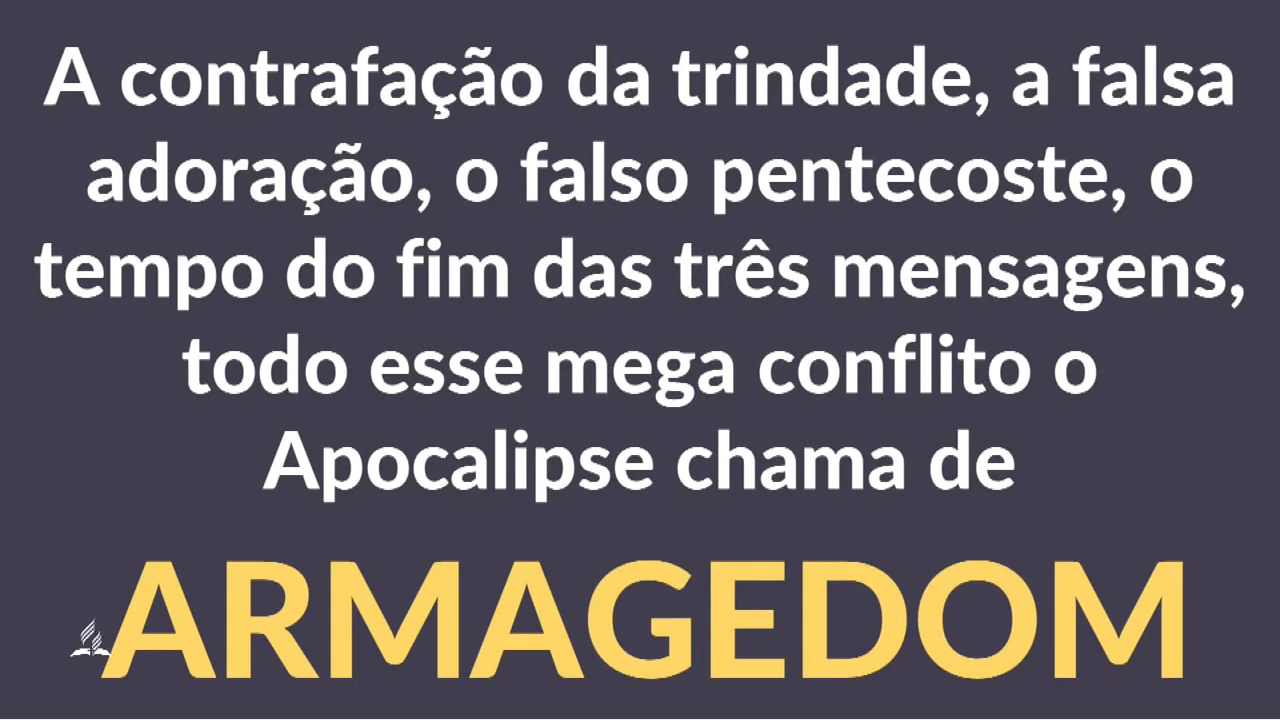 A contrafação da trindade, a falsa
adoração, o falso pentecoste, o
tempo do fim das três mensagens,
todo esse mega conflito o
Apocalipse chama de
ARMAGEDOM